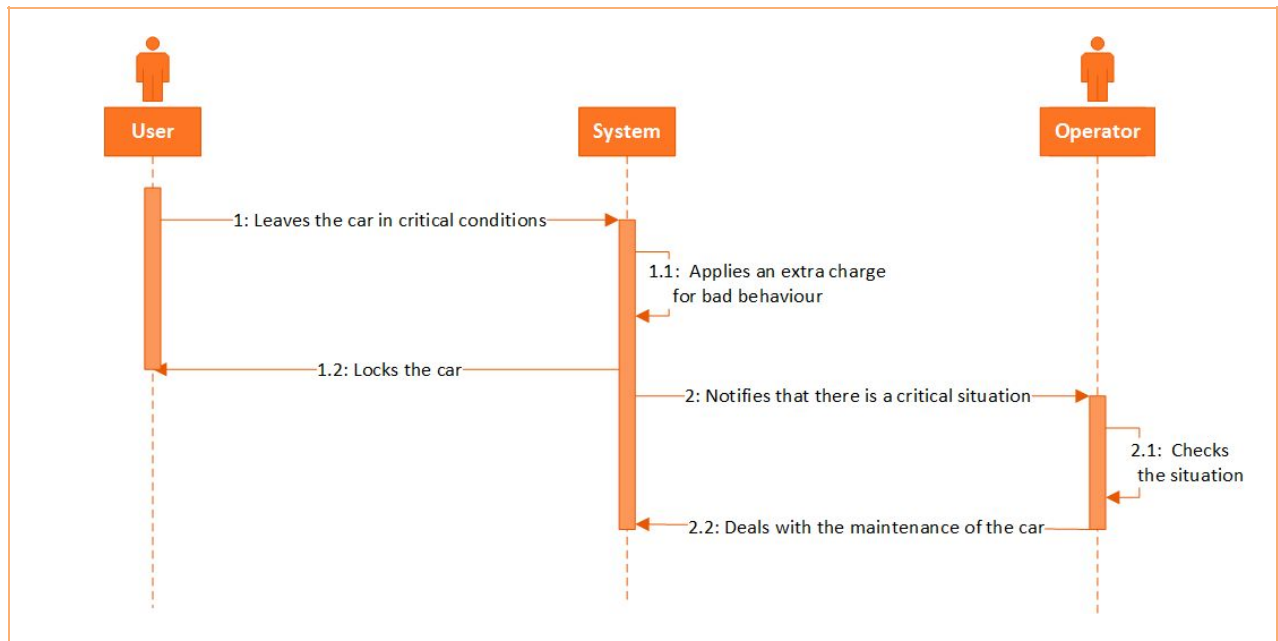 User
System
Operator
1: Leaves the car in critical conditions
1.1: Applies an extra charge
for bad behaviour
1.2: Locks the car
2: Notifies that there is a critical situation
2.1: Checks
the situation
2.2: Deals with the maintenance of the car